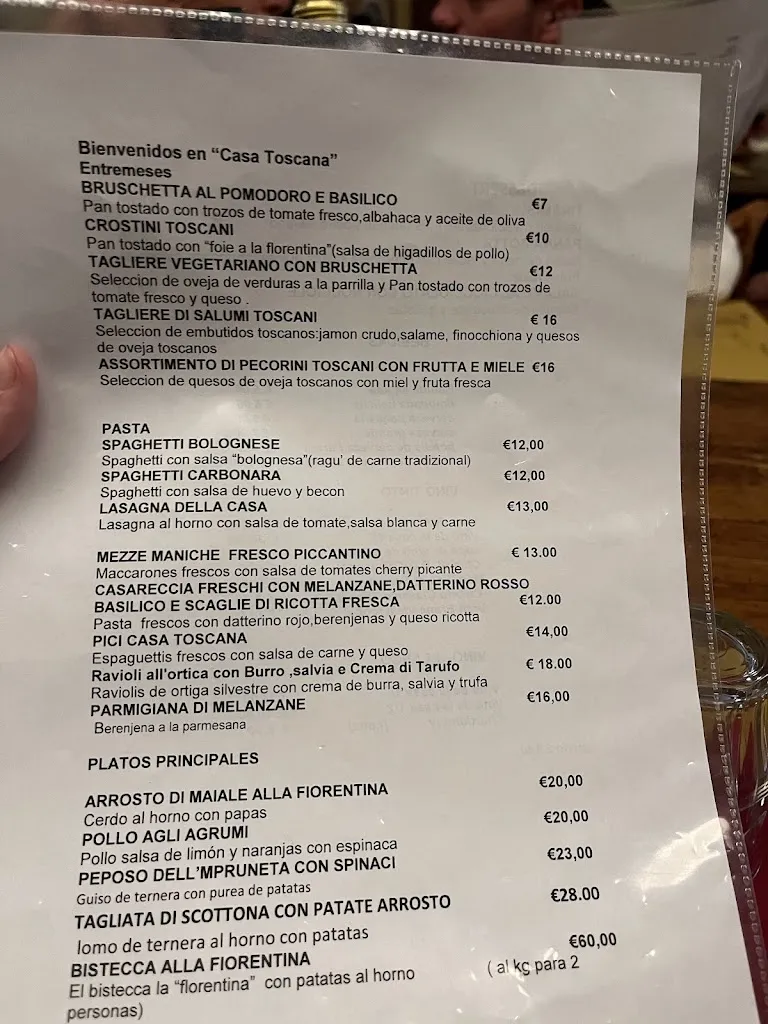 Bienvenidos en “Casa Toscana”
Entremeses
BRUSCHETTA AL POMODORO E BASILICO €7
Pan tostado con trozos de tomate fresco,albahaca y aceite de oliva
CROSTINI TOSCANI €10
Pan tostado con “foie a la florentina”(salsa de higadillos de pollo)
TAGLIERE VEGETARIANO CON BRUSCHETTA €12
Seleccion de oveja de verduras a la parrilla y Pan tostado con trozos de
tomate fresco y queso .
TAGLIERE DI SALUMI TOSCANI € 16
Seleccion de embutidos toscanos:jamon crudo,salame, finocchiona y quesos
de oveja toscanos
ASSORTIMENTO DI PECORINI TOSCANI CON FRUTTA E MIELE €16
Seleccion de quesos de oveja toscanos con miel y fruta fresca
PASTA
SPAGHETTI BOLOGNESE €12,00
Spaghetti con salsa “bolognesa”(ragu’ de carne tradizional)
SPAGHETTI CARBONARA €12,00
Spaghetti con salsa de huevo y becon
LASAGNA DELLA CASA €13,00
Lasagna al horno con salsa de tomate,salsa blanca y carne
MEZZE MANICHE FRESCO PICCANTINO € 13.00
Maccarones frescos con salsa de tomates cherry picante
CASARECCIA FRESCHI CON MELANZANE,DATTERINO ROSSO
BASILICO E SCAGLIE DI RICOTTA FRESCA €12.00
Pasta frescos con datterino rojo,berenjenas y queso ricotta
PICI CASA TOSCANA €14,00
Espaguettis frescos con salsa de carne y queso
Ravioli all'ortica con Burro ,salvia e Crema di Tarufo € 18.00
Raviolis de ortiga silvestre con crema de burra, salvia y trufa
PARMIGIANA DI MELANZANE €16,00
Berenjena a la parmesana
PLATOS PRINCIPALES
ARROSTO DI MAIALE ALLA FIORENTINA €20,00
Cerdo al horno con papas
POLLO AGLI AGRUMI €20,00
Pollo salsa de limón y naranjas con espinaca
PEPOSO DELL’MPRUNETA CON SPINACI €23,00
Guiso de ternera con purea de patatas
TAGLIATA DI SCOTTONA CON PATATE ARROSTO €28.00
lomo de ternera al horno con patatas
BISTECCA ALLA FIORENTINA €60,00
El bistecca la “florentina” con patatas al horno ( al kg para 2
personas)